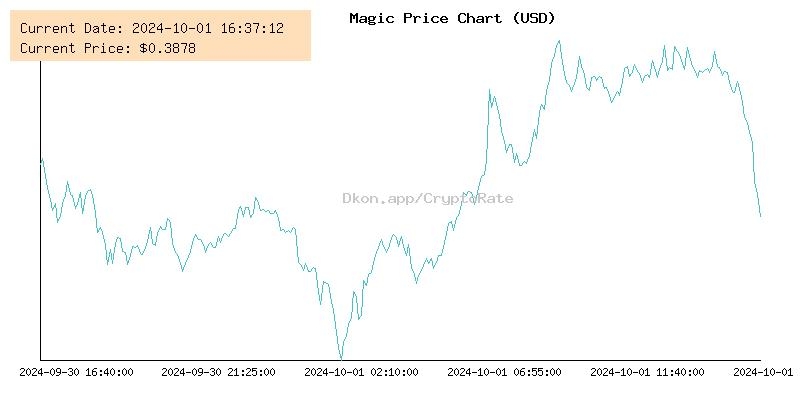 Magic Price Chart (USD)
Current Date: 2024-10-01 16:37:12
Current Price: $0.3878
Dkon.app/CryptoRate
2024-09-30 16:40:00 2024-09-30 21:25:00 2024-10-01 02:10:00 2024-10-01 06:55:00 2024-10-01 11:40:00 2024-10-01